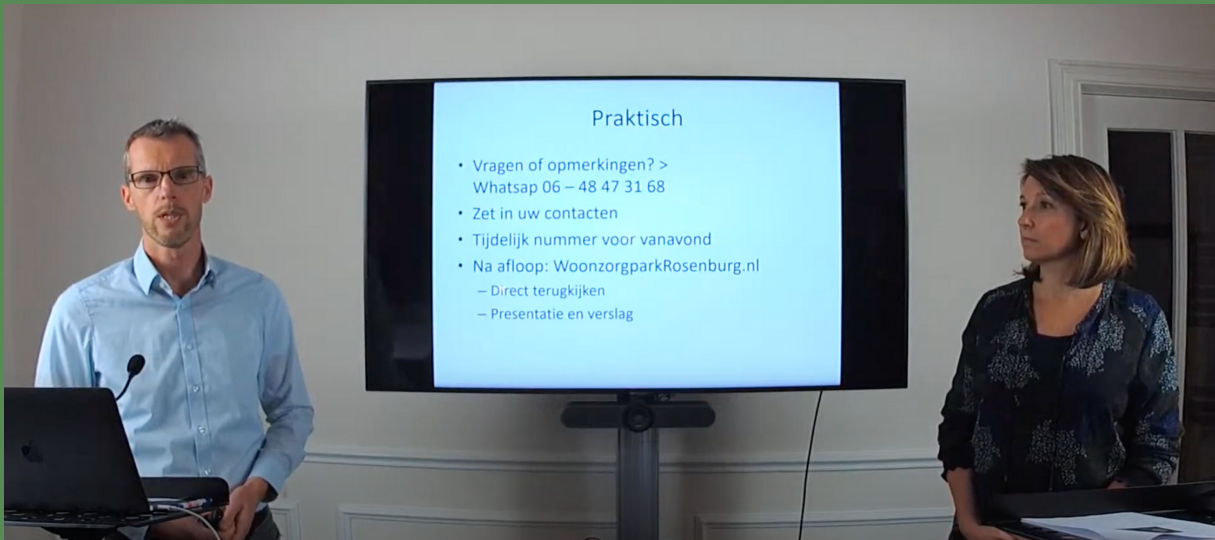 Praktisch
• Vragen of opmerkingen? >
Whatsap 06 – 48 47 31 68
• Zet in uw contacten
• Tijdelijk nummer voor vanavond
• Na afloop: WoonzorgparkRosenburg.nl
– Direct terugkijken
– Presentatie en verslag